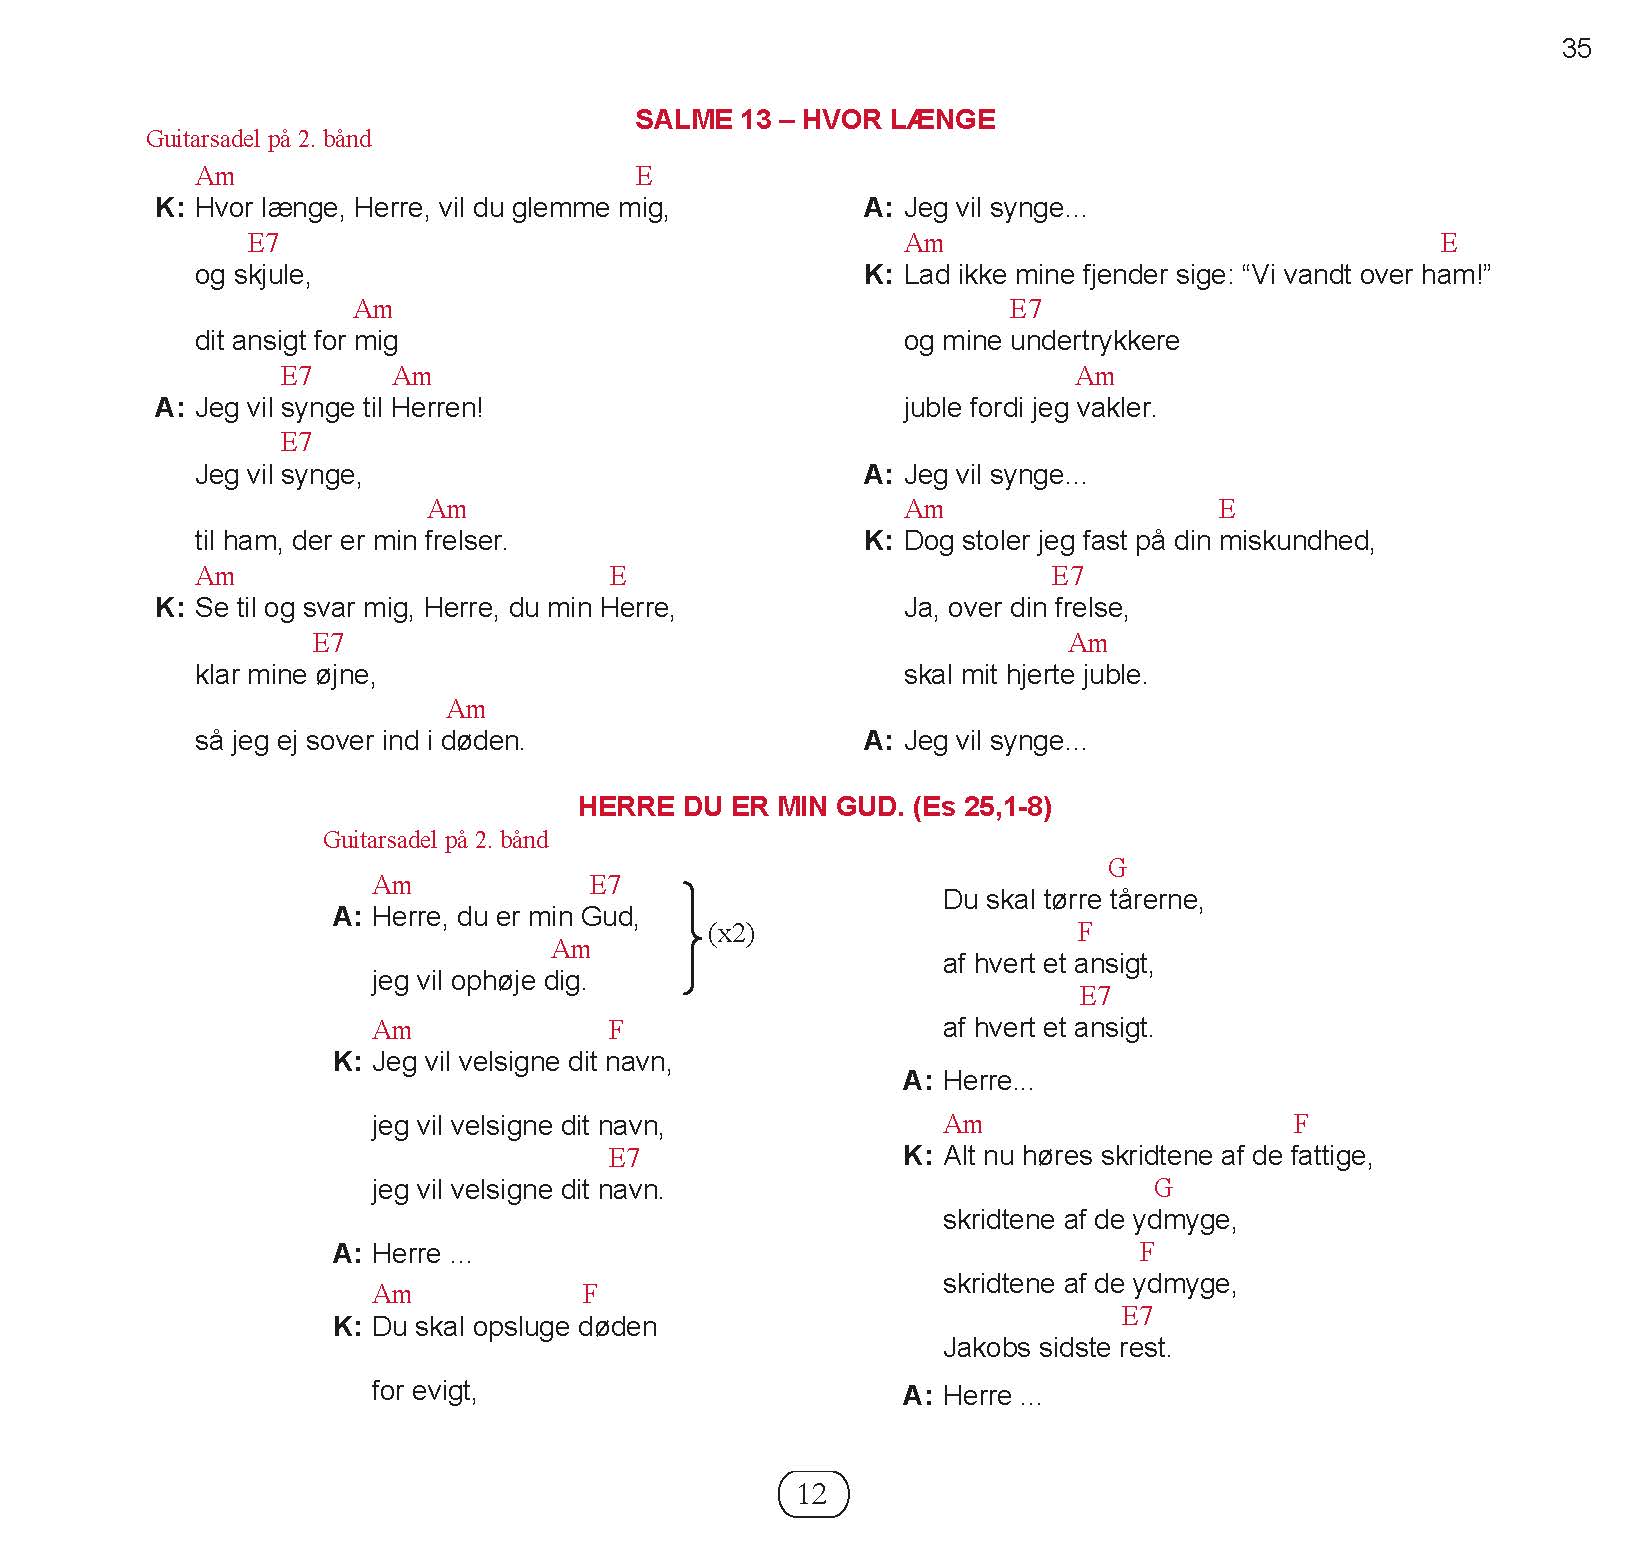 35
SALME 13 – HVOR LÆNGE
Guitarsadel på 2. bånd
Am E
K: Hvor længe, Herre, vil du glemme mig,
E7
og skjule,
Am
dit ansigt for mig
E7 Am
A: Jeg vil synge til Herren!
E7
Jeg vil synge,
Am
til ham, der er min frelser.
Am E
K: Se til og svar mig, Herre, du min Herre,
E7
klar mine øjne,
Am
så jeg ej sover ind i døden.
A: Jeg vil synge...
Am E
K: Lad ikke mine fjender sige: “Vi vandt over ham!”
E7
og mine undertrykkere
Am
juble fordi jeg vakler.
A: Jeg vil synge...
Am E
K: Dog stoler jeg fast på din miskundhed,
E7
Ja, over din frelse,
Am
skal mit hjerte juble.
A: Jeg vil synge...
HERRE DU ER MIN GUD. (Es 25,1-8)
Guitarsadel på 2. bånd
Am E7
A: Herre, du er min Gud,
(x2)
Am
jeg vil ophøje dig.
Am F
K: Jeg vil velsigne dit navn,
jeg vil velsigne dit navn,
E7
jeg vil velsigne dit navn.
A: Herre ...
Am F
K: Du skal opsluge døden
for evigt,
G
Du skal tørre tårerne,
F
af hvert et ansigt,
E7
af hvert et ansigt.
A: Herre...
Am F
K: Alt nu høres skridtene af de fattige,
G
skridtene af de ydmyge,
F
skridtene af de ydmyge,
E7
Jakobs sidste rest.
A: Herre ...
12